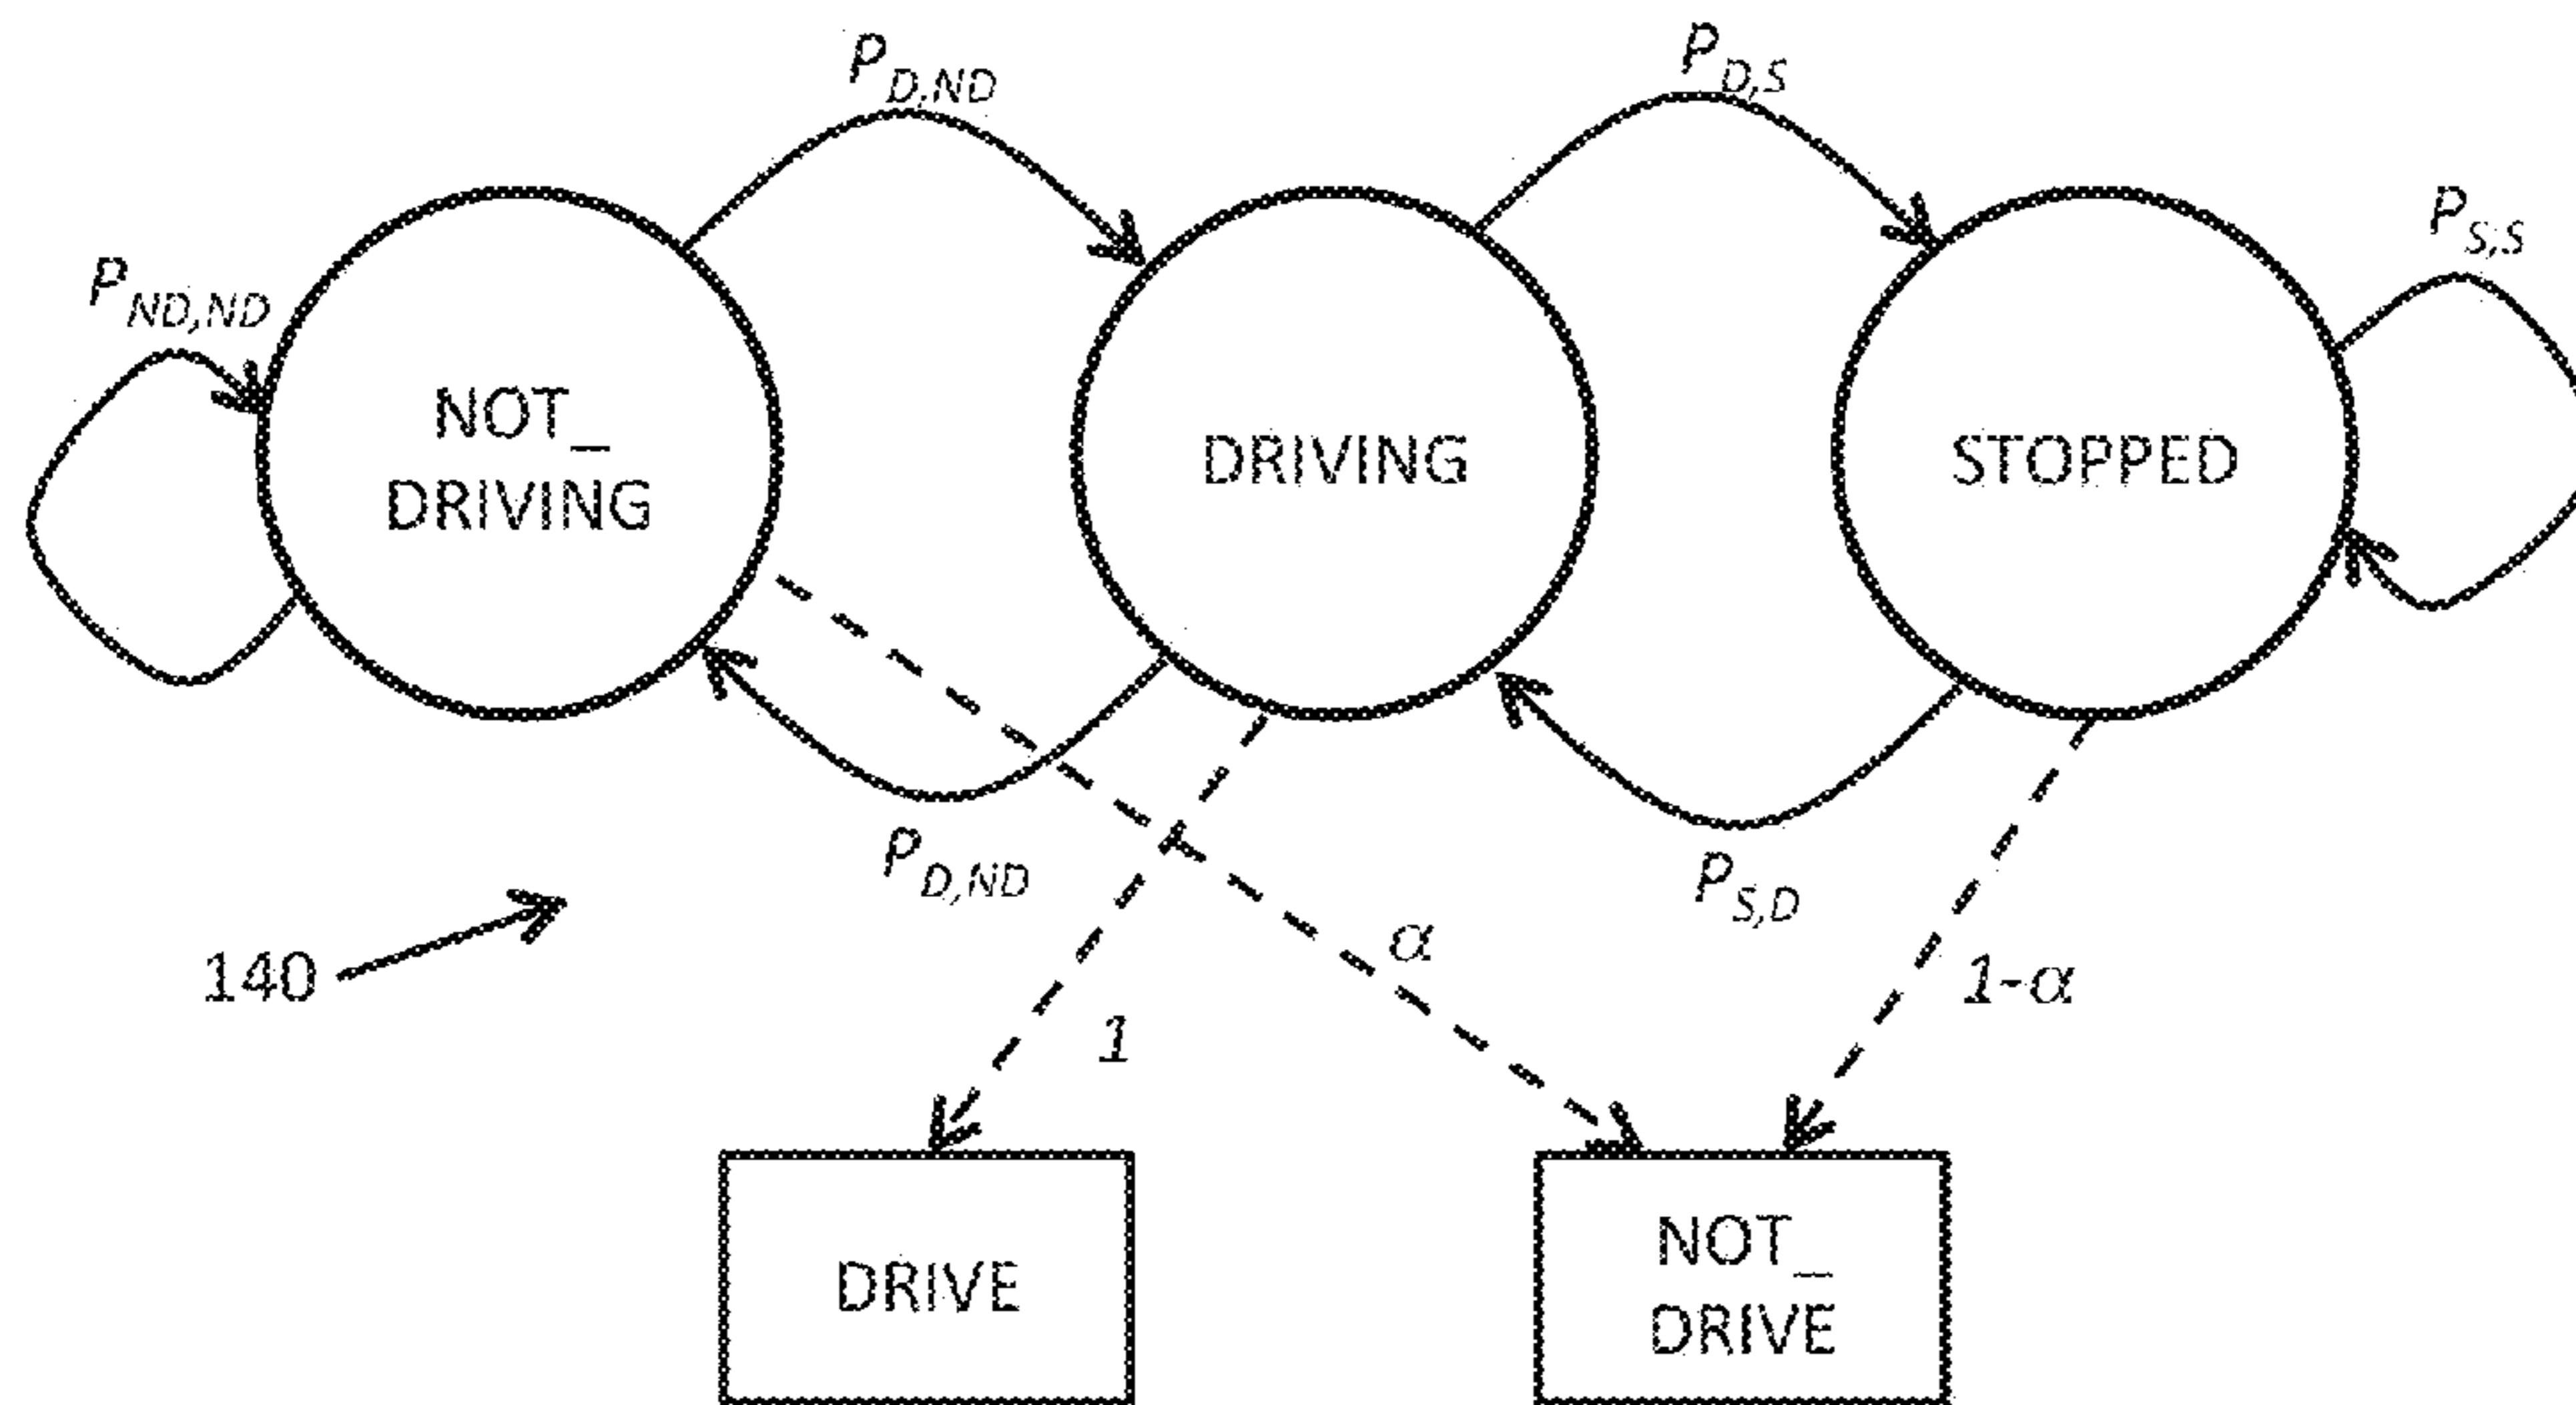 P_{D,ND}
P_{D,S}
P_{S,S}
P_{ND,ND}
NOT_
DRIVING
DRIVING
STOPPED
P_{D,ND}
P_{S,D}
α
1-α
140
1
DRIVE
NOT_
DRIVE